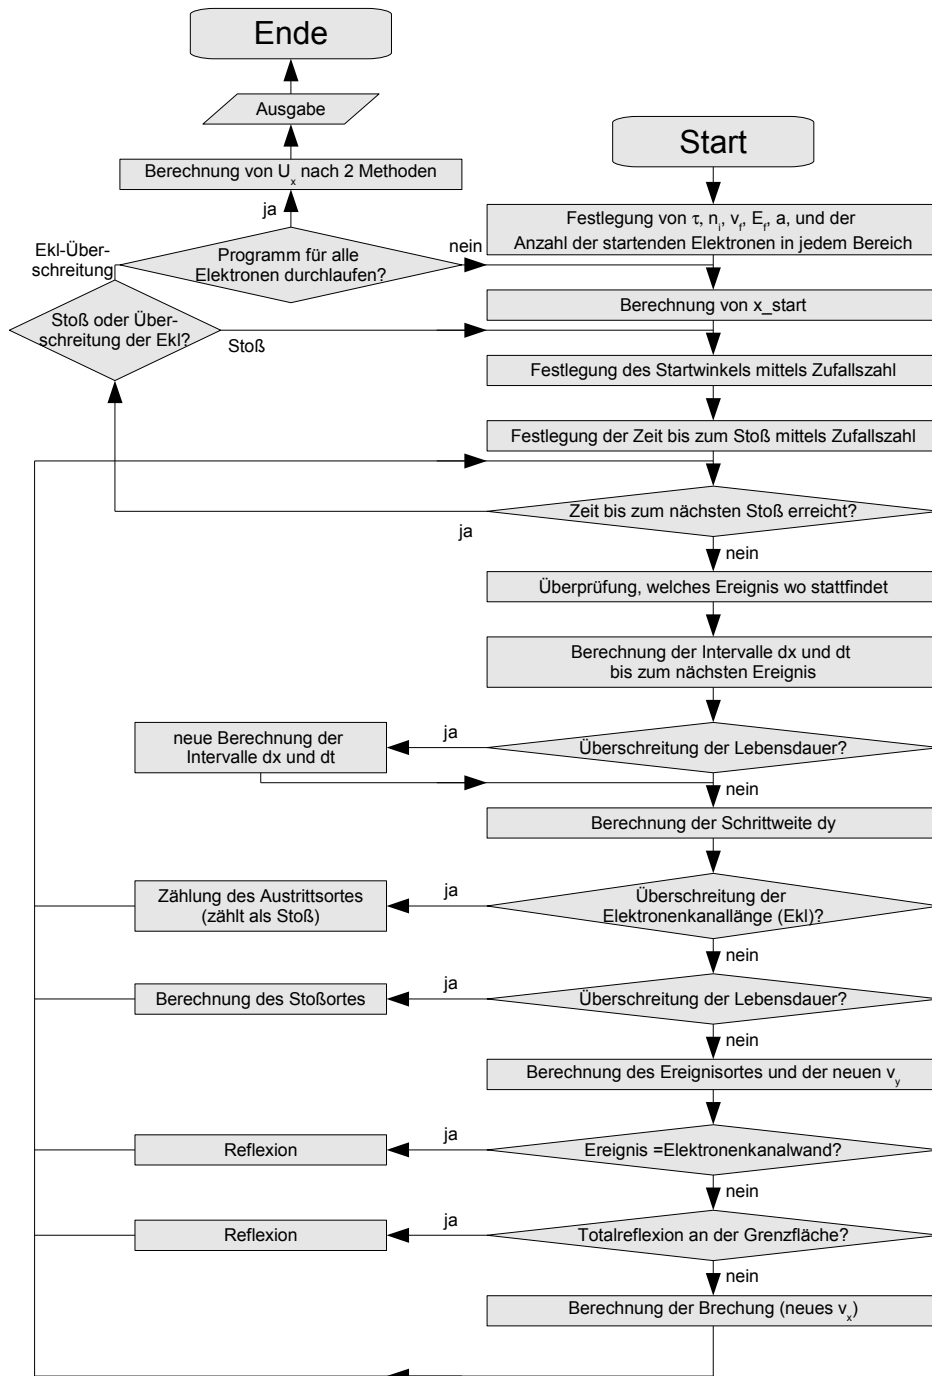 Ende
Ausgabe
Berechnung von U_x nach 2 Methoden
ja
Start
Festlegung von τ, n_i, v_f, E_f, a, und der
Anzahl der startenden Elektronen in jedem Bereich
Ekl-Über-
schreitung
Programm für alle
Elektronen durchlaufen?
nein
Berechnung von x_start
Stoß oder Über-
schreitung der Ekl?
Stoß
Festlegung des Startwinkels mittels Zufallszahl
Festlegung der Zeit bis zum Stoß mittels Zufallszahl
Zeit bis zum nächsten Stoß erreicht?
ja
nein
Überprüfung, welches Ereignis wo stattfindet
Berechnung der Intervalle dx und dt
bis zum nächsten Ereignis
neue Berechnung der
Intervalle dx und dt
ja
Überschreitung der Lebensdauer?
nein
Berechnung der Schrittweite dy
Zählung des Austrittsortes
(zählt als Stoß)
ja
Überschreitung der
Elektronenkanallänge (Ekl)?
nein
Berechnung des Stoßortes
ja
Überschreitung der Lebensdauer?
nein
Berechnung des Ereignisortes und der neuen v_y
Reflexion
ja
Ereignis =Elektronenkanalwand?
nein
Reflexion
ja
Totalreflexion an der Grenzfläche?
nein
Berechnung der Brechung (neues v_x)